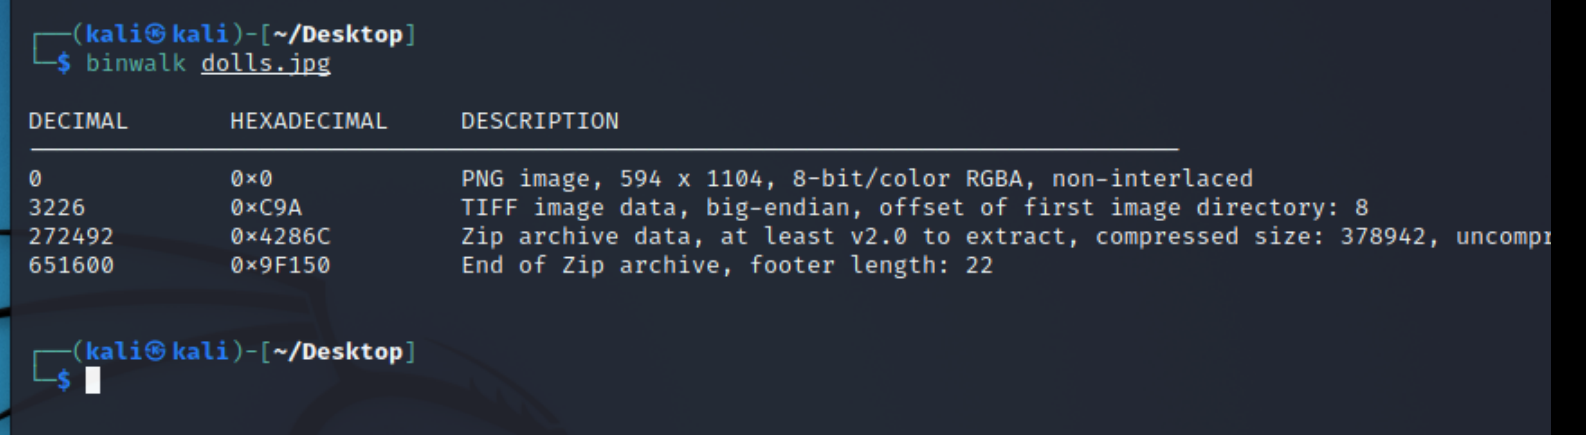 ┌──(kali㉿kali)-[~/Desktop]
└─$ binwalk dolls.jpg
DECIMAL HEXADECIMAL DESCRIPTION
0 0×0 PNG image, 594 x 1104, 8-bit/color RGBA, non-interlaced
3226 0×C9A TIFF image data, big-endian, offset of first image directory: 8
272492 0×4286C Zip archive data, at least v2.0 to extract, compressed size: 378942, uncompr
651600 0×9F150 End of Zip archive, footer length: 22
┌──(kali㉿kali)-[~/Desktop]
└─$